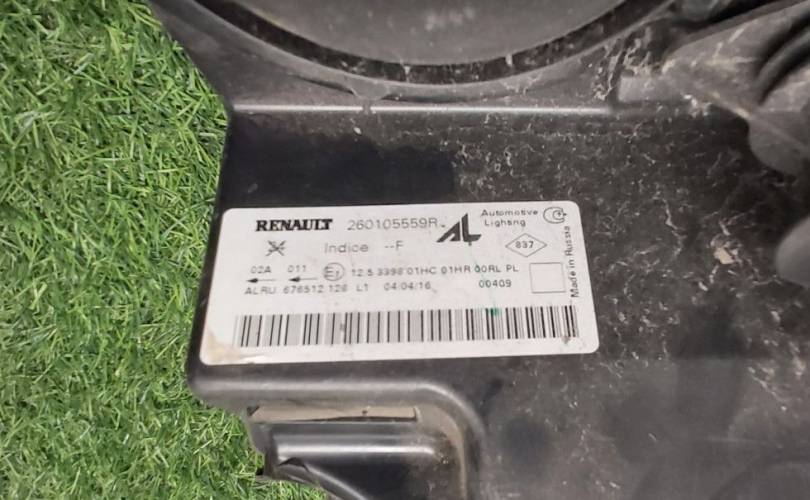 RENAULT 260105559R
AL Automotive Lighting
Indice --F
837
Made in Russia
02A 011 E1 12.5 3398 01HC 01HR 00RL PL
ALRU 676512.128 L1 04/04/16 00409